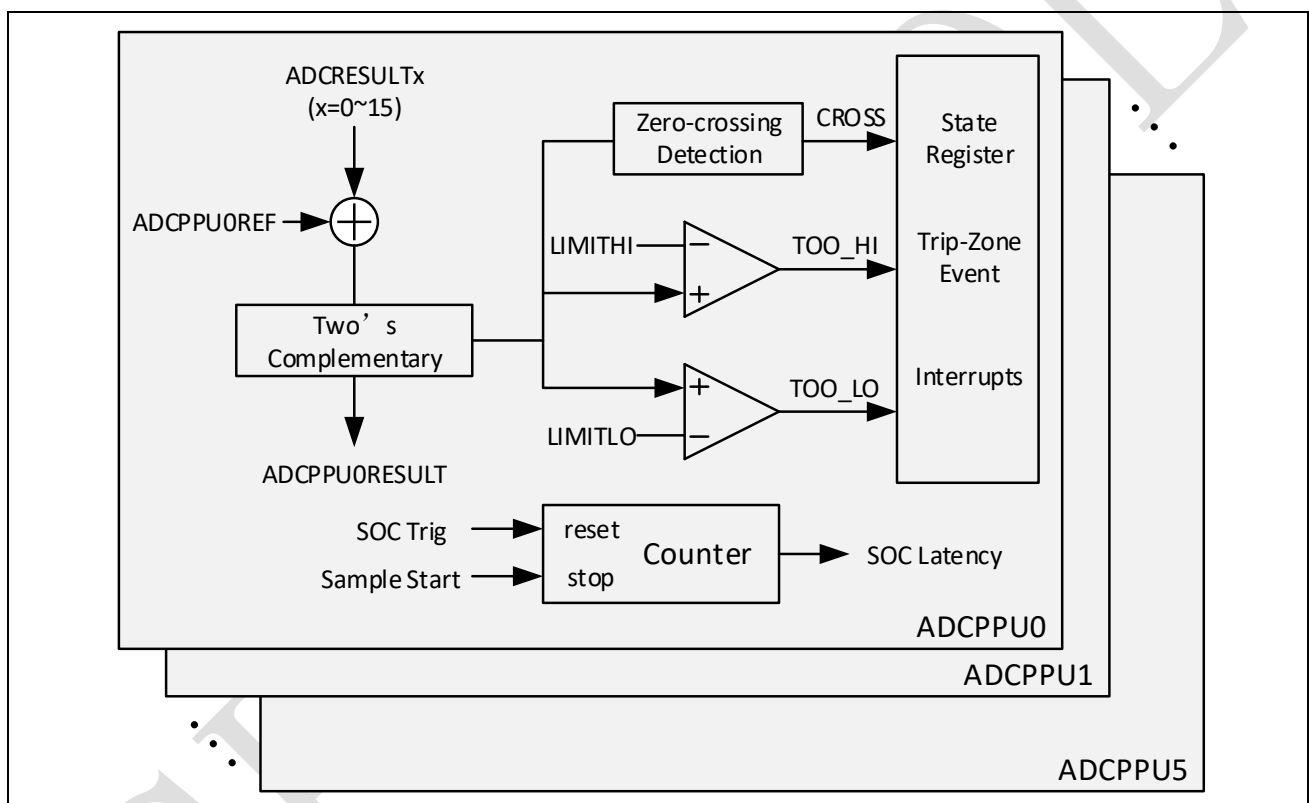 ADCRESULTx
(x=0~15)
ADCPPU0REF
Two’s
Complementary
ADCPPU0RESULT
Zero-crossing
Detection
CROSS
LIMITHI
TOO_HI
TOO_LO
LIMITLO
State
Register
Trip-Zone
Event
Interrupts
SOC Trig
Sample Start
reset
stop
Counter
SOC Latency
ADCPPU0
ADCPPU1
ADCPPU5